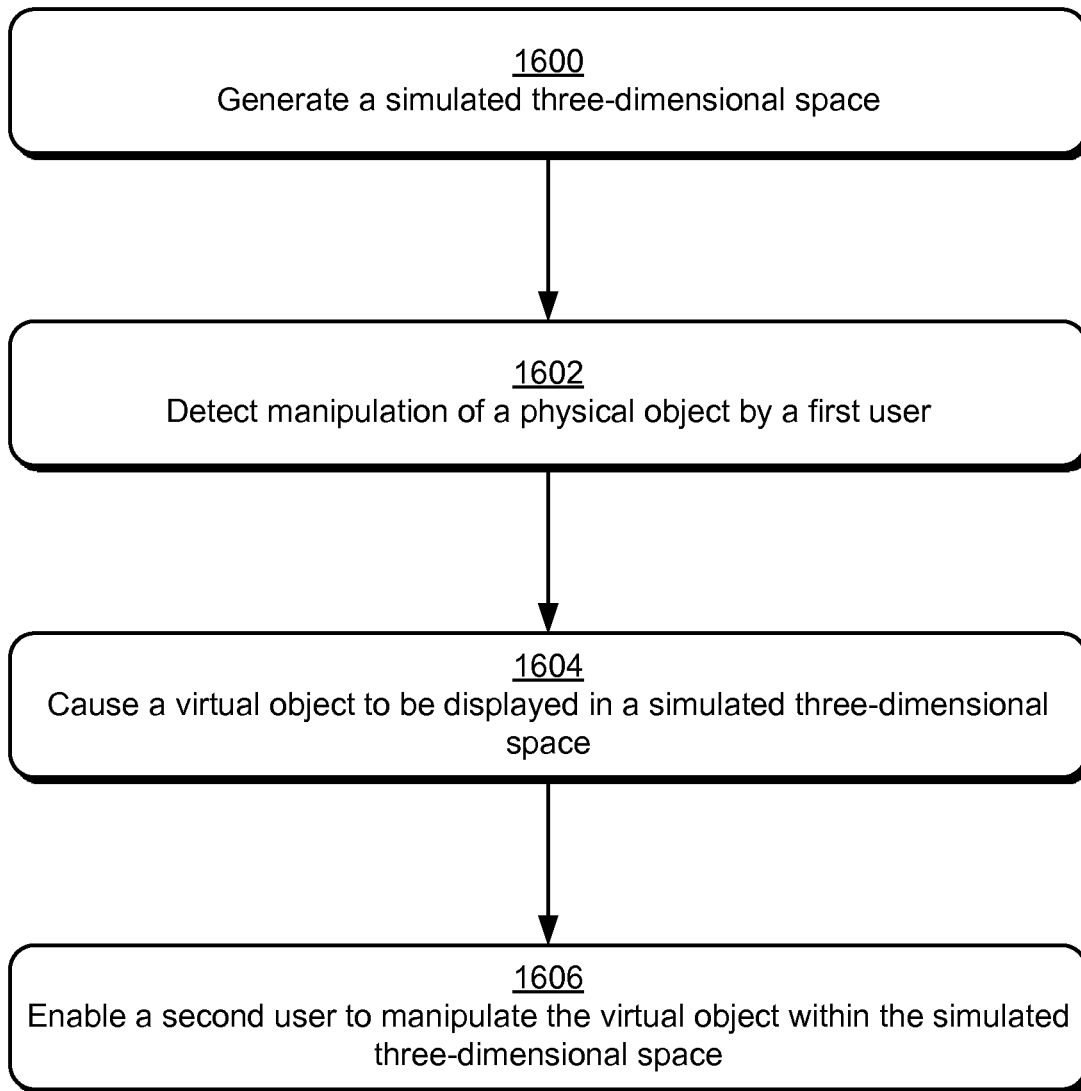 1600
Generate a simulated three-dimensional space
1602
Detect manipulation of a physical object by a first user
1604
Cause a virtual object to be displayed in a simulated three-dimensional
space
1606
Enable a second user to manipulate the virtual object within the simulated
three-dimensional space